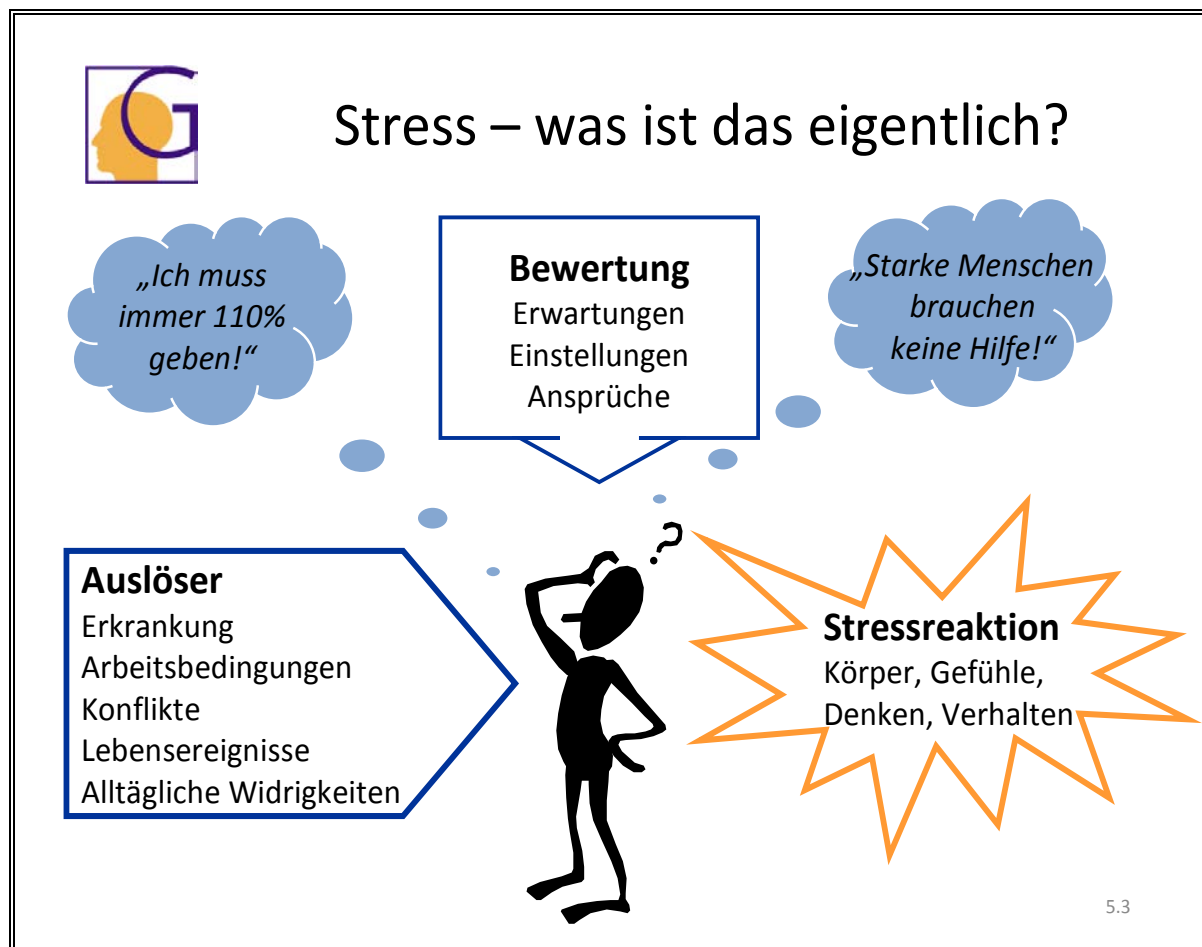 G
Stress – was ist das eigentlich?
„Ich muss
immer 110%
geben!“
Bewertung
Erwartungen
Einstellungen
Ansprüche
„Starke Menschen
brauchen
keine Hilfe!“
?
Auslöser
Erkrankung
Arbeitsbedingungen
Konflikte
Lebensereignisse
Alltägliche Widrigkeiten
Stressreaktion
Körper, Gefühle,
Denken, Verhalten
5.3